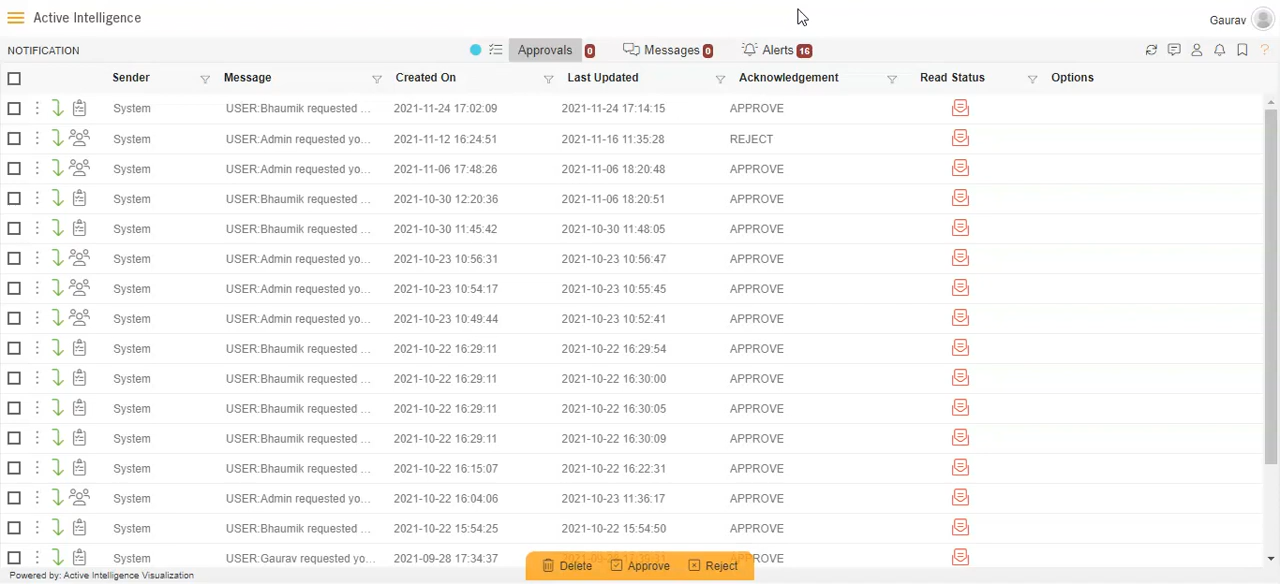 Active Intelligence
Gaurav
NOTIFICATION Approvals 0 Messages 0 Alerts 16 ?
Sender Message Created On Last Updated Acknowledgement Read Status Options
System USER:Bhaumik requested ... 2021-11-24 17:02:09 2021-11-24 17:14:15 APPROVE
System USER:Admin requested yo... 2021-11-12 16:24:51 2021-11-16 11:35:28 REJECT
System USER:Admin requested yo... 2021-11-06 17:48:26 2021-11-06 18:20:48 APPROVE
System USER:Bhaumik requested ... 2021-10-30 12:20:36 2021-11-06 18:20:51 APPROVE
System USER:Bhaumik requested ... 2021-10-30 11:45:42 2021-10-30 11:48:05 APPROVE
System USER:Admin requested yo... 2021-10-23 10:56:31 2021-10-23 10:56:47 APPROVE
System USER:Admin requested yo... 2021-10-23 10:54:17 2021-10-23 10:55:45 APPROVE
System USER:Admin requested yo... 2021-10-23 10:49:44 2021-10-23 10:52:41 APPROVE
System USER:Bhaumik requested ... 2021-10-22 16:29:11 2021-10-22 16:29:54 APPROVE
System USER:Bhaumik requested ... 2021-10-22 16:29:11 2021-10-22 16:30:00 APPROVE
System USER:Bhaumik requested ... 2021-10-22 16:29:11 2021-10-22 16:30:05 APPROVE
System USER:Bhaumik requested ... 2021-10-22 16:29:11 2021-10-22 16:30:09 APPROVE
System USER:Bhaumik requested ... 2021-10-22 16:15:07 2021-10-22 16:22:31 APPROVE
System USER:Admin requested yo... 2021-10-22 16:04:06 2021-10-23 11:36:17 APPROVE
System USER:Bhaumik requested ... 2021-10-22 15:54:25 2021-10-22 15:54:50 APPROVE
System USER:Gaurav requested yo... 2021-09-28 17:34:37 PROVE
Delete Approve Reject
Powered by: Active Intelligence Visualization